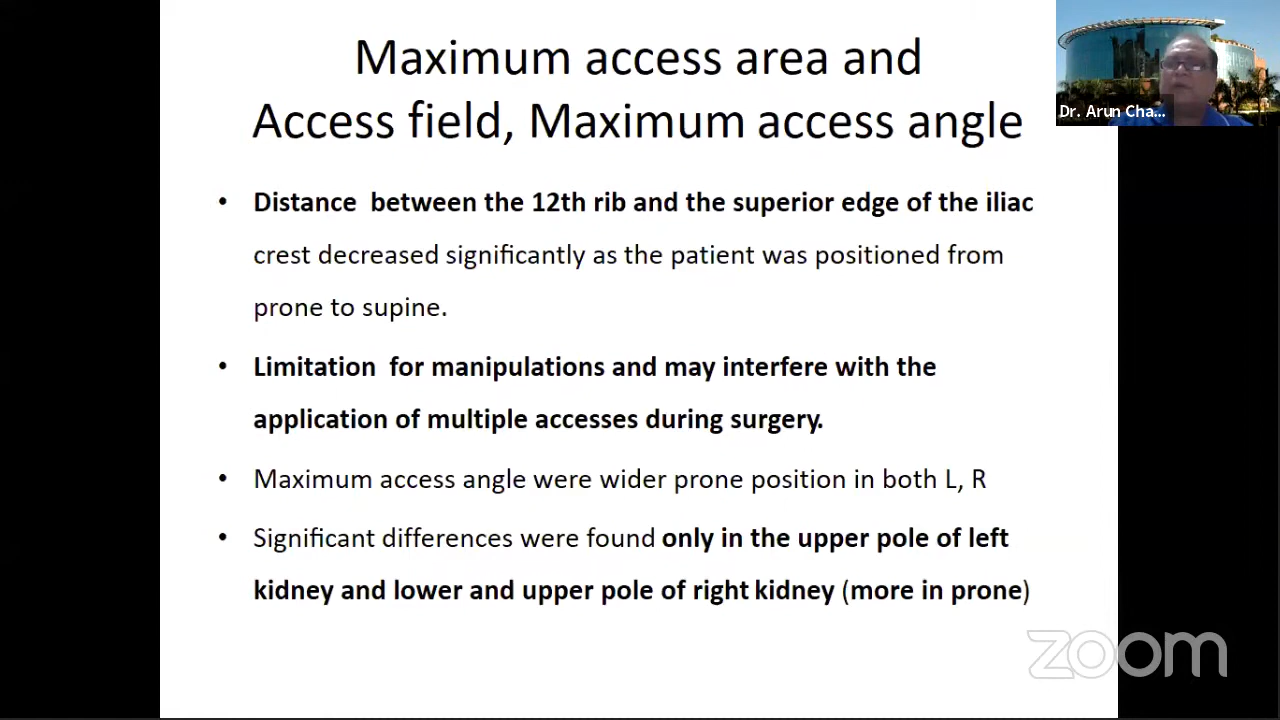 Maximum access area and
Access field, Maximum access angle
Dr. Arun Cha...
• Distance between the 12th rib and the superior edge of the iliac
crest decreased significantly as the patient was positioned from
prone to supine.
• Limitation for manipulations and may interfere with the
application of multiple accesses during surgery.
• Maximum access angle were wider prone position in both L, R
• Significant differences were found only in the upper pole of left
kidney and lower and upper pole of right kidney (more in prone)
zoom